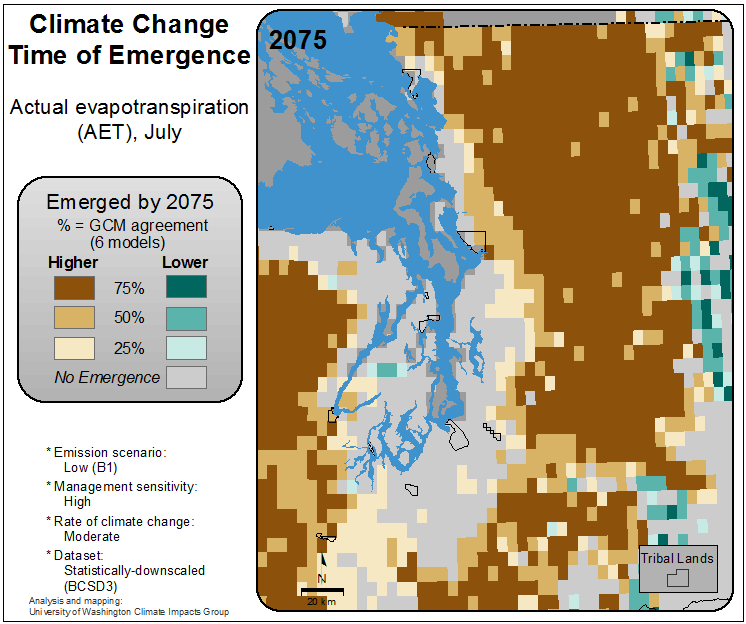 Climate Change
Time of Emergence
Actual evapotranspiration
(AET), July
Emerged by 2075
% = GCM agreement
(6 models)
Higher Lower
75%
50%
25%
No Emergence
* Emission scenario:
Low (B1)
* Management sensitivity:
High
* Rate of climate change:
Moderate
* Dataset:
Statistically-downscaled
(BCSD3)
Analysis and mapping:
University of Washington Climate Impacts Group
2075
N
20 km
Tribal Lands